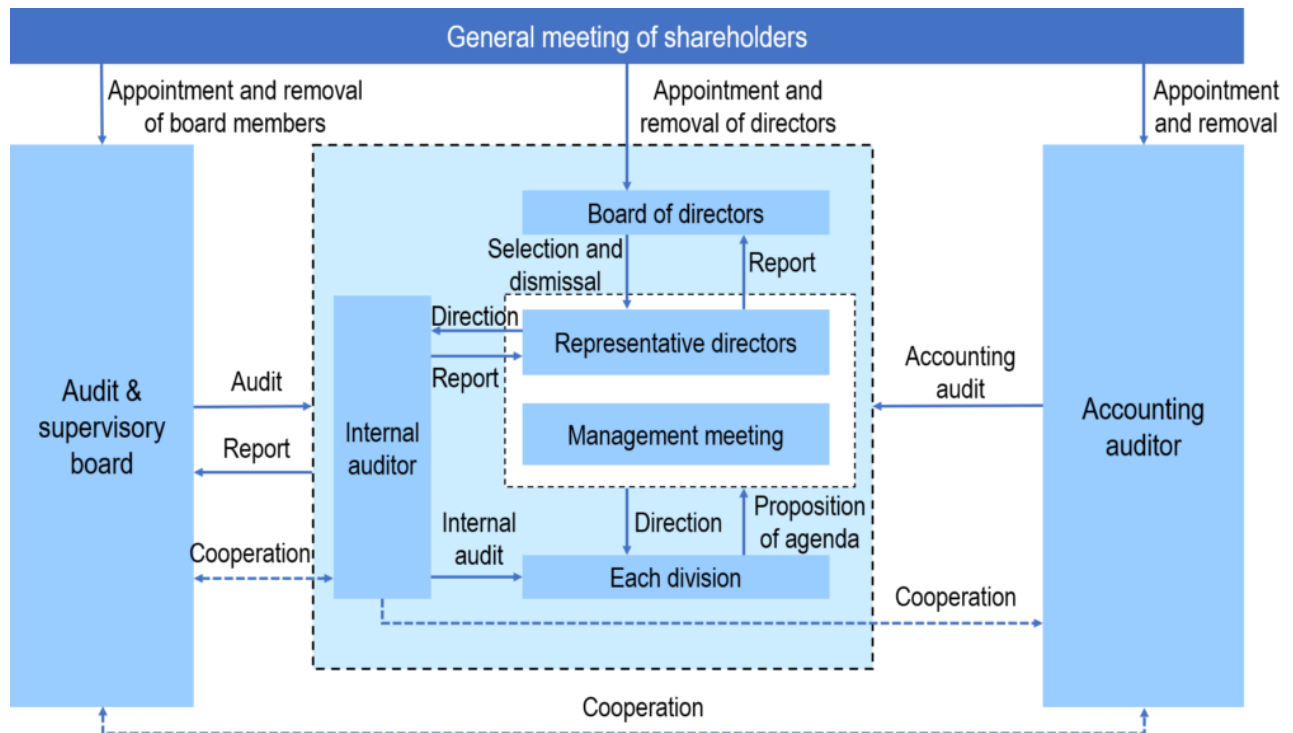 General meeting of shareholders
Appointment and removal
of board members
Appointment and
removal of directors
Appointment
and removal
Board of directors
Selection and
dismissal
Report
Direction
Representative directors
Report
Audit
Accounting
audit
Audit &
supervisory
board
Internal
auditor
Management meeting
Accounting
auditor
Report
Internal
audit
Direction
Proposition
of agenda
Cooperation
Each division
Cooperation
Cooperation